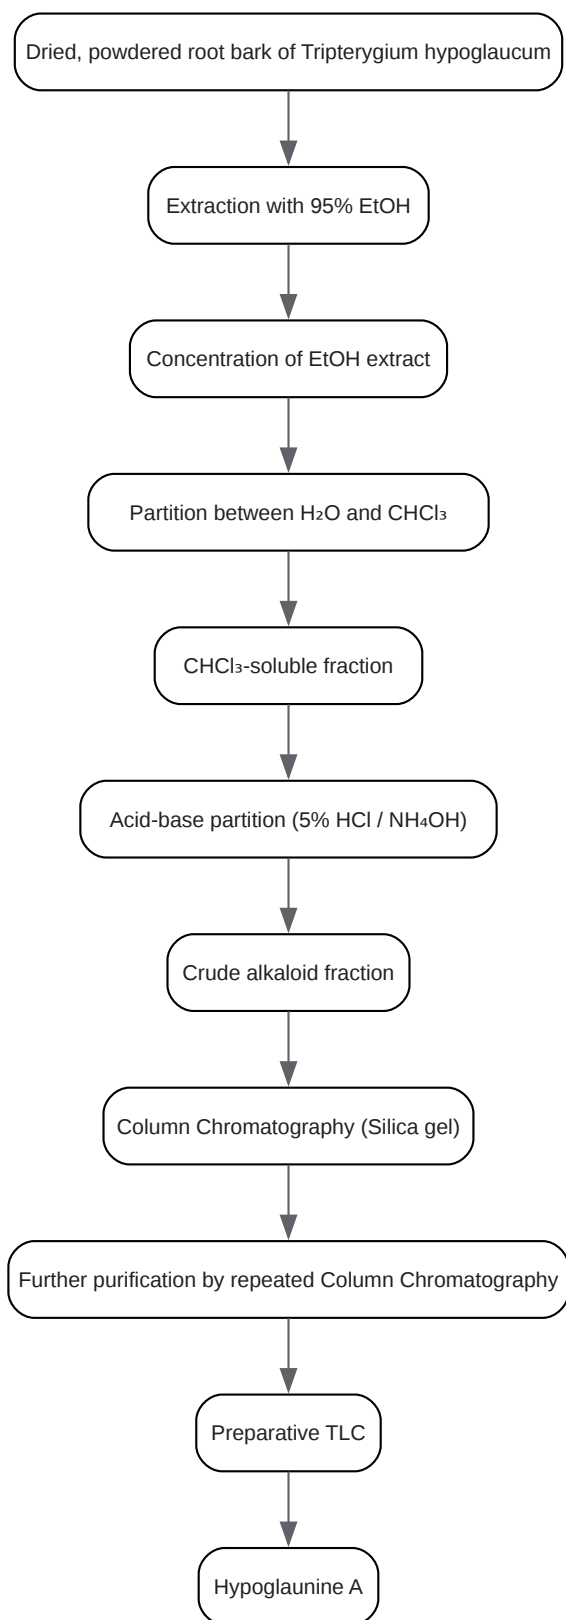 Dried, powdered root bark of Tripterygium hypoglaucum
Extraction with 95% EtOH
Concentration of EtOH extract
Partition between H₂O and CHCl₃
CHCl₃-soluble fraction
Acid-base partition (5% HCl / NH₄OH)
Crude alkaloid fraction
Column Chromatography (Silica gel)
Further purification by repeated Column Chromatography
Preparative TLC
Hypoglaunine A